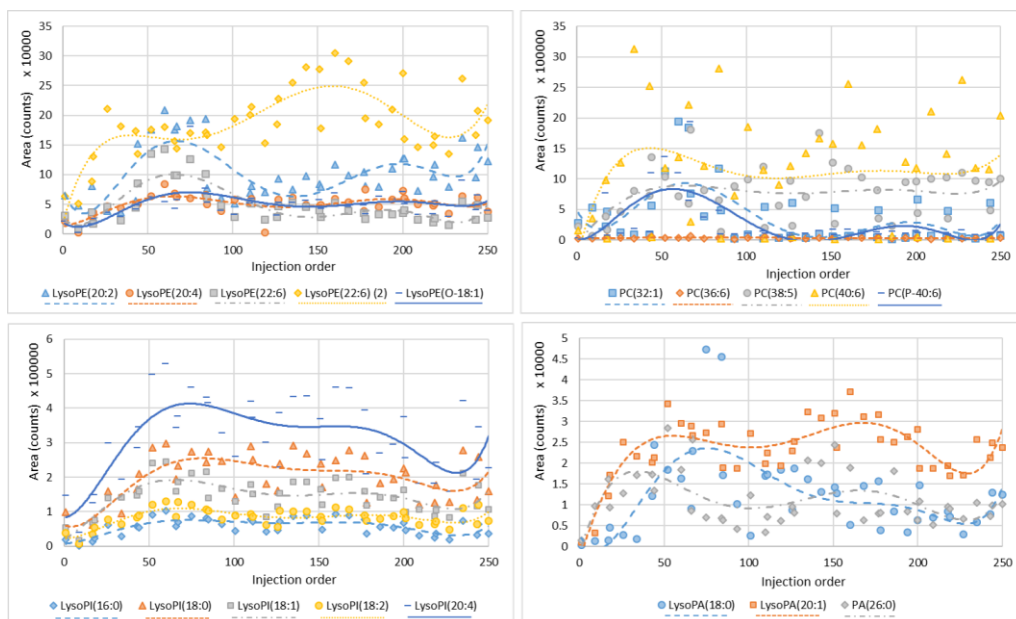 Area (counts) x 10000
35
30
25
20
15
10
5
0
0 50 100 150 200 250
Injection order
LysoPE(20:2) LysoPE(20:4) LysoPE(22:6) LysoPE(22:6) (2) LysoPE(O-18:1)
Area (counts) x 100000
35
30
25
20
15
10
5
0
0 50 100 150 200 250
Injection order
PC(32:1) PC(36:6) PC(38:5) PC(40:6) PC(P-40:6)
Area (counts) x 100000
6
5
4
3
2
1
0
0 50 100 150 200 250
Injection order
LysoPI(16:0) LysoPI(18:0) LysoPI(18:1) LysoPI(18:2) LysoPI(20:4)
Area (counts) x 10000
5
4.5
4
3.5
3
2.5
2
1.5
1
0.5
0
0 50 100 150 200 250
Injection order
LysoPA(18:0) LysoPA(20:1) PA(26:0)